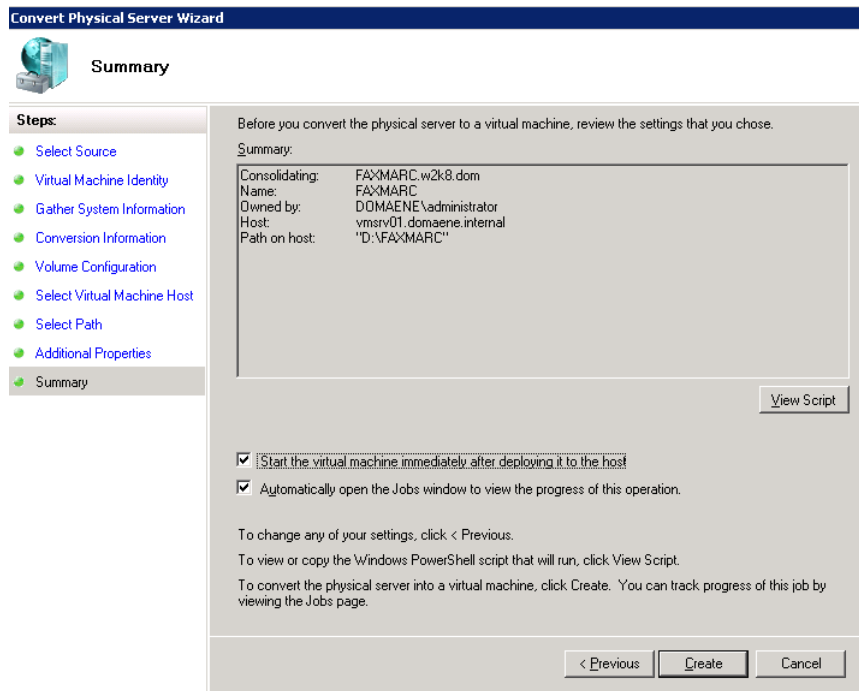 Convert Physical Server Wizard
Summary
Steps:
Select Source
Virtual Machine Identity
Gather System Information
Conversion Information
Volume Configuration
Select Virtual Machine Host
Select Path
Additional Properties
Summary
Before you convert the physical server to a virtual machine, review the settings that you chose.
Summary:
Consolidating: FAXMARC.w2k8.dom
Name: FAXMARC
Owned by: DOMAENE\administrator
Host: vmsrv01.domaene.internal
Path on host: "D:\FAXMARC"
View Script
Start the virtual machine immediately after deploying it to the host
Automatically open the Jobs window to view the progress of this operation.
To change any of your settings, click < Previous.
To view or copy the Windows PowerShell script that will run, click View Script.
To convert the physical server into a virtual machine, click Create. You can track progress of this job by
viewing the Jobs page.
< Previous Create Cancel